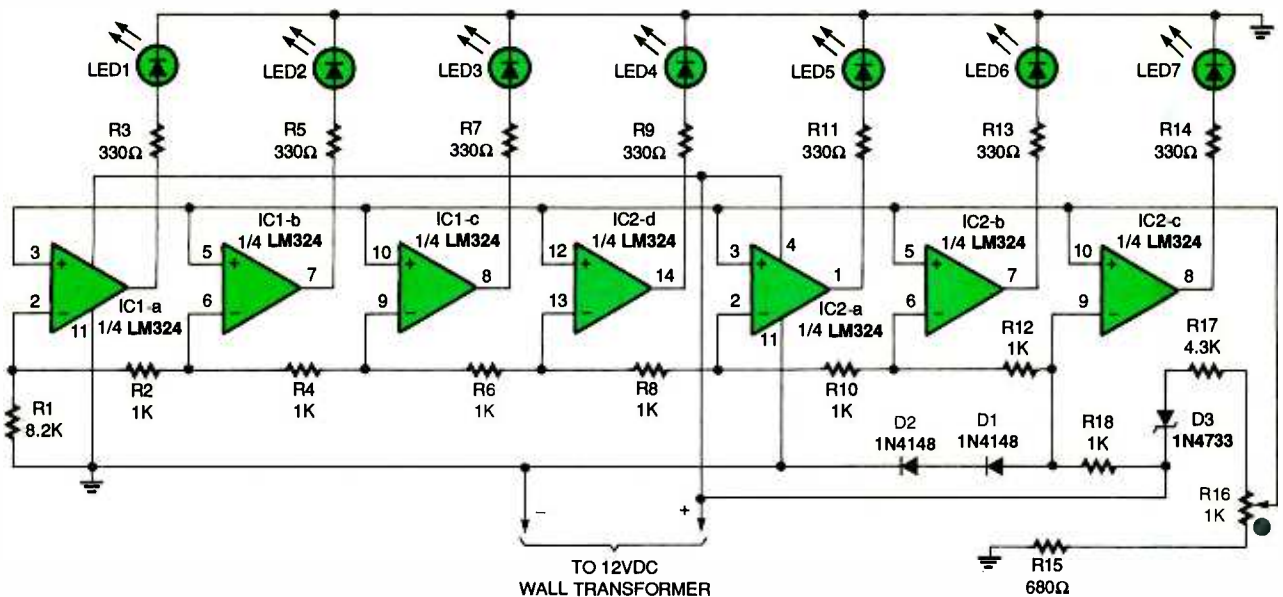 LED1
LED2
LED3
LED4
LED5
LED6
LED7
R3
330Ω
R5
330Ω
R7
330Ω
R9
330Ω
R11
330Ω
R13
330Ω
R14
330Ω
IC1-b
1/4 LM324
IC1-c
1/4 LM324
IC2-d
1/4 LM324
IC2-b
1/4 LM324
IC2-c
1/4 LM324
3
+
2
−
11
IC1-a
1/4 LM324
5
+
6
−
7
10
+
9
−
8
12
+
13
−
14
3
+
2
−
4
1
11
IC2-a
1/4 LM324
5
+
6
−
7
10
+
9
−
8
R1
8.2K
R2
1K
R4
1K
R6
1K
R8
1K
R10
1K
R12
1K
R17
4.3K
D2
1N4148
D1
1N4148
R18
1K
D3
1N4733
R16
1K
R15
680Ω
−
+
TO 12VDC
WALL TRANSFORMER